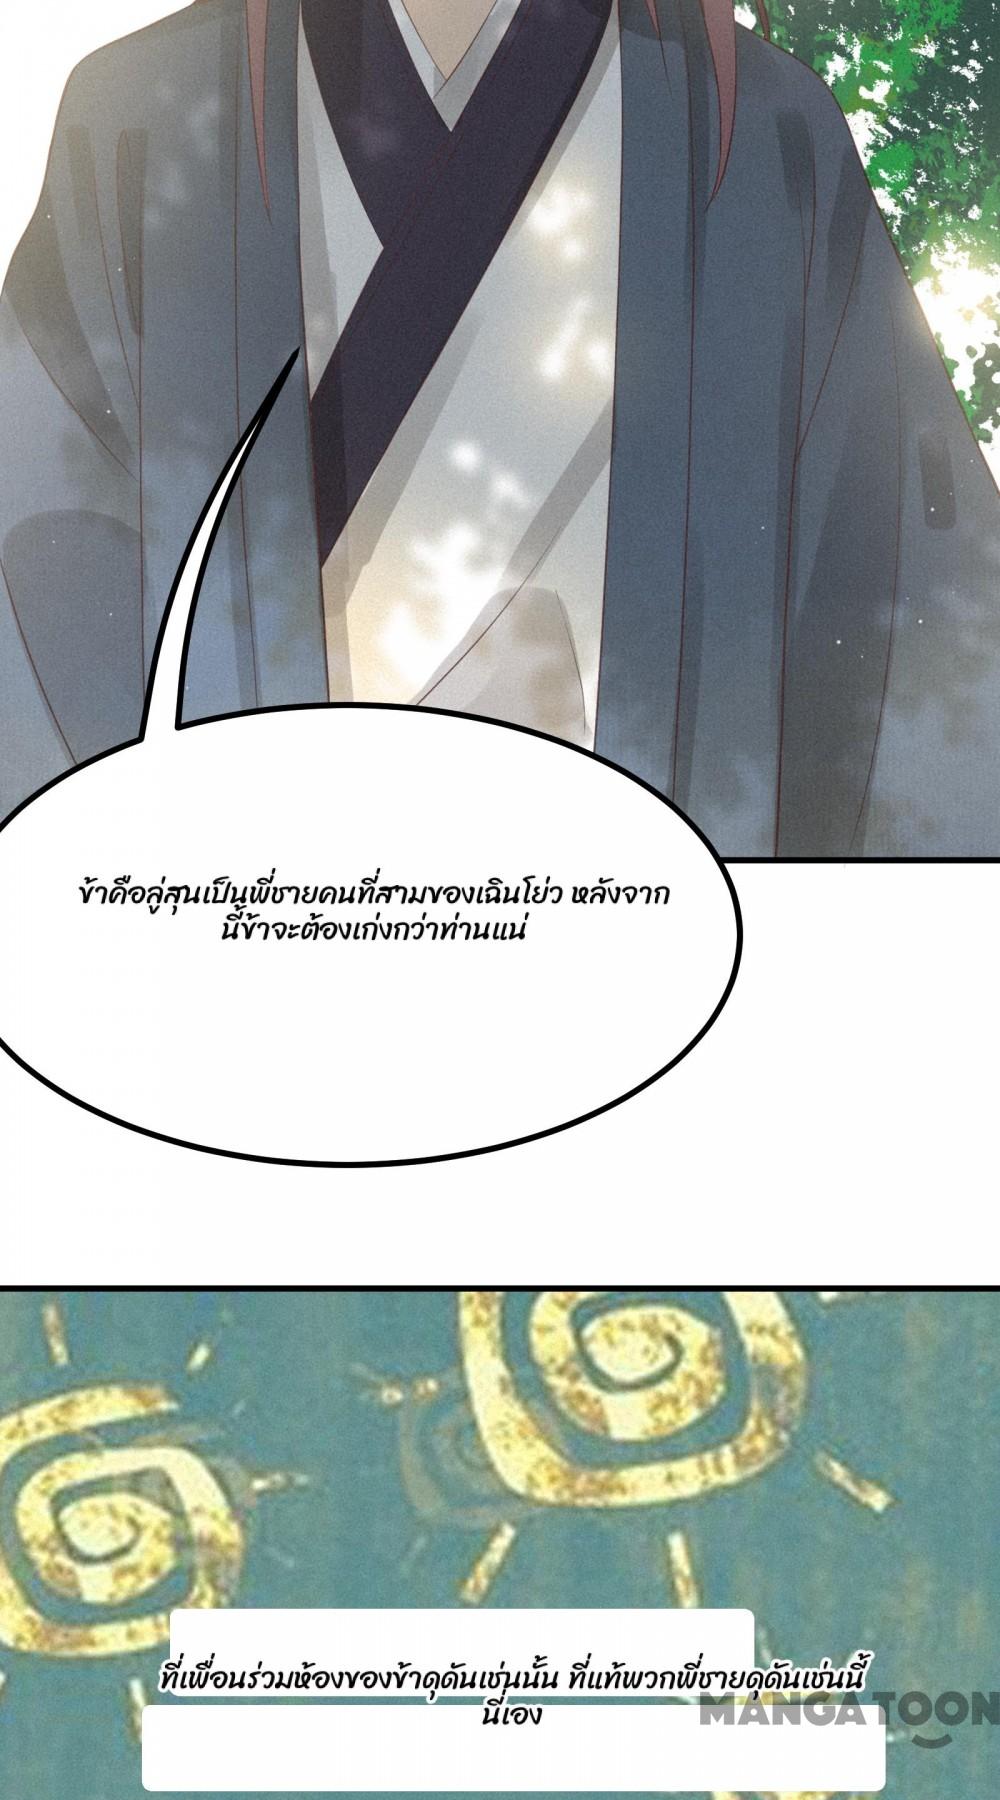 ข้าคือลู่สุนเป็นพี่ชายคนที่สามของเฉินโย่ว หลังจาก
นี้ข้าจะต้องเก่งกว่าท่านแน่
ที่เพื่อนร่วมห้องของข้าดุดันเช่นนั้น ที่แท้พวกพี่ชายดุดันเช่นนี้
นี่เอง
MANGATOON